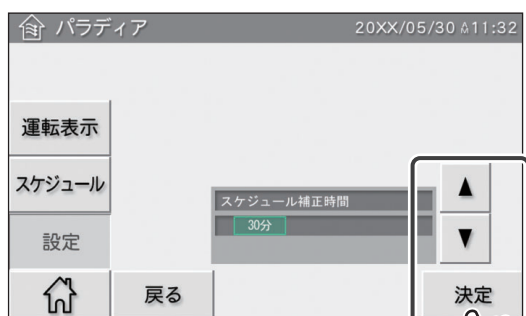 パラディア 20XX/05/30 11:32
運転表示
スケジュール
スケジュール補正時間
30分
▲
▼
設定
戻る
決定